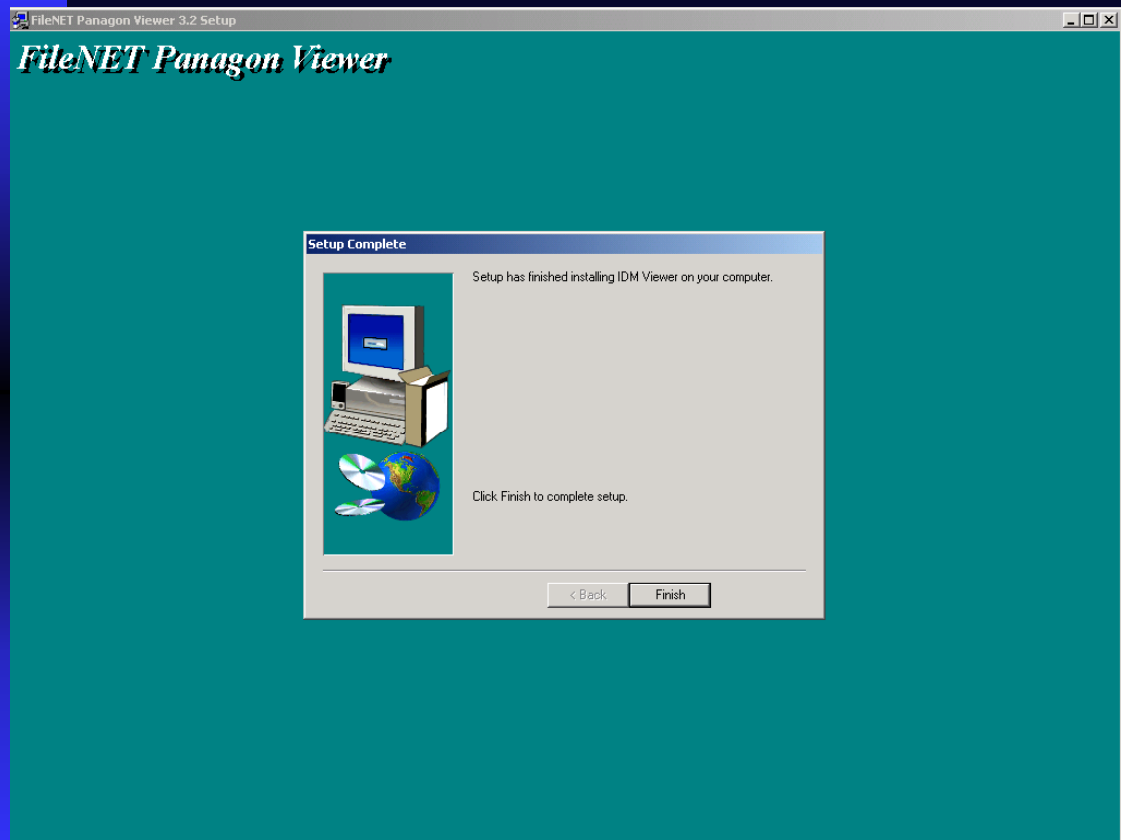 FileNET Panagon Viewer 3.2 Setup
FileNET Panagon Viewer
Setup Complete
Setup has finished installing IDM Viewer on your computer.
Click Finish to complete setup.
< Back
Finish